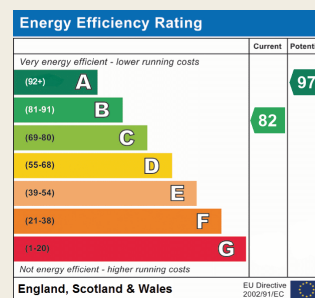 Energy Efficiency Rating
Current Potenti
Very energy efficient - lower running costs
(92+) A 97
(81-91) B 82
(69-80) C
(55-68) D
(39-54) E
(21-38) F
(1-20) G
Not energy efficient - higher running costs
England, Scotland & Wales
EU Directive
2002/91/EC